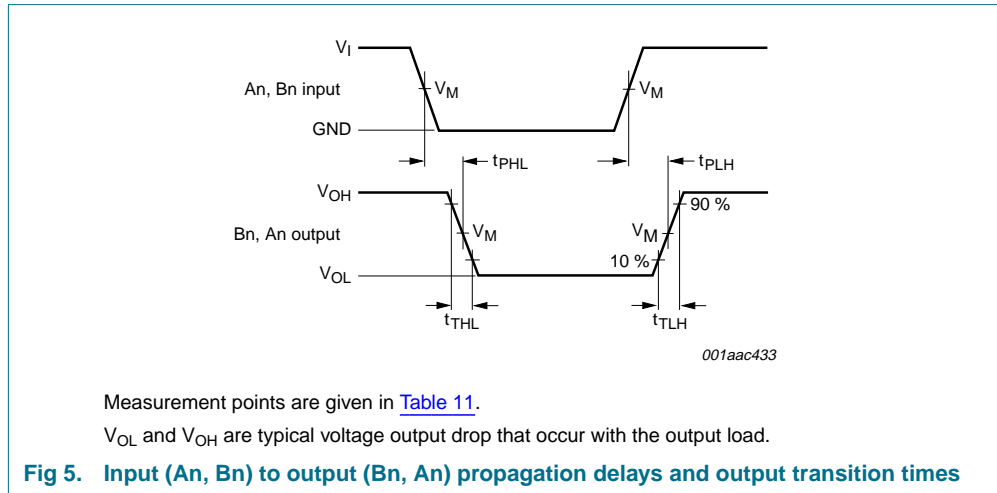 VI
An, Bn input
VM
VM
GND
tPHL
tPLH
VOH
90 %
Bn, An output
VM
VM
10 %
VOL
tTHL
tTLH
001aac433
Measurement points are given in Table 11.
VOL and VOH are typical voltage output drop that occur with the output load.
Fig 5. Input (An, Bn) to output (Bn, An) propagation delays and output transition times